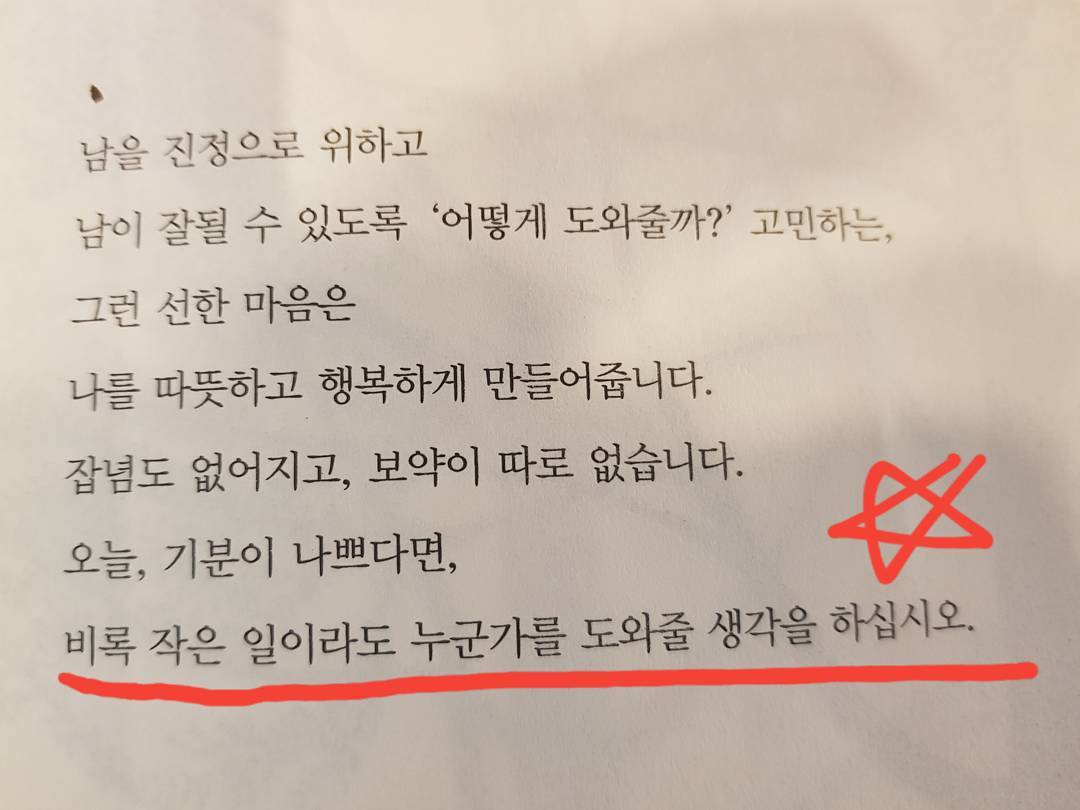 남을 진정으로 위하고
남이 잘될 수 있도록 ‘어떻게 도와줄까?’ 고민하는,
그런 선한 마음은
나를 따뜻하고 행복하게 만들어줍니다.
잡념도 없어지고, 보약이 따로 없습니다.
오늘, 기분이 나쁘다면,
비록 작은 일이라도 누군가를 도와줄 생각을 하십시오.